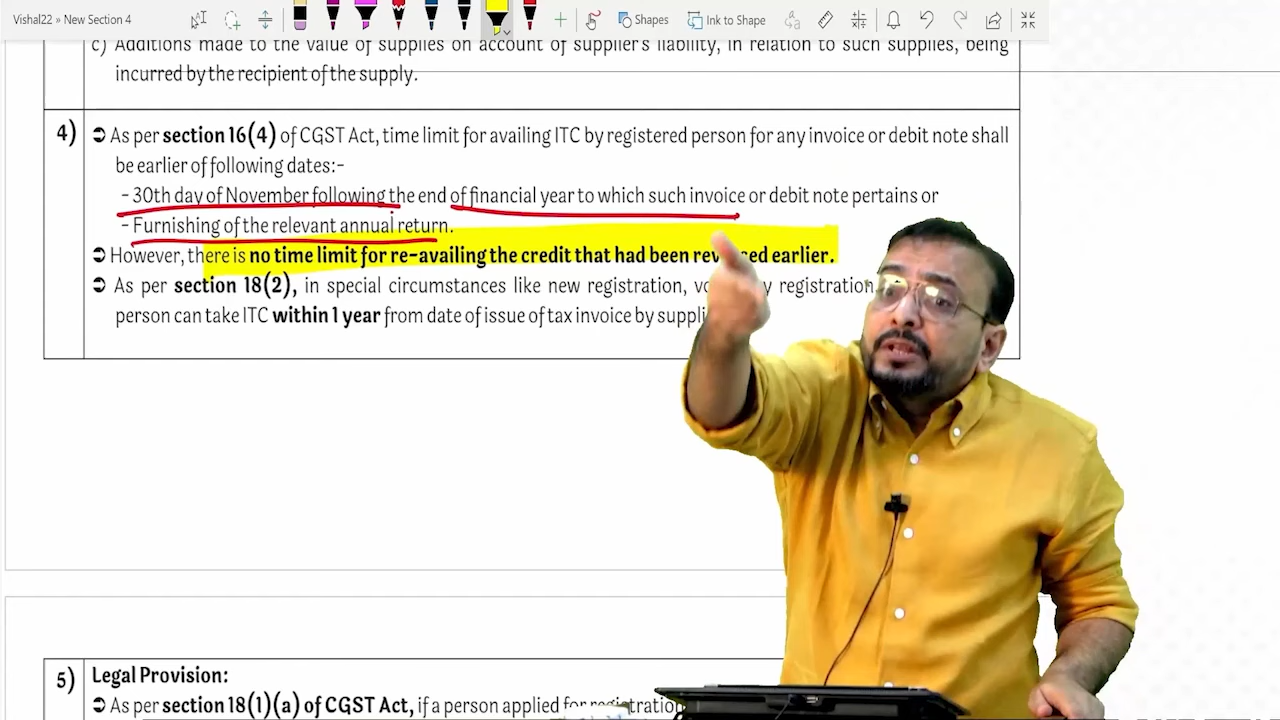 Vishal22 » New Section 4
Shapes
Ink to Shape
c) Additions made to the value of supplies on account of supplier's liability, in relation to such supplies, being
incurred by the recipient of the supply.
4) ➲ As per section 16(4) of CGST Act, time limit for availing ITC by registered person for any invoice or debit note shall
be earlier of following dates:-
- 30th day of November following the end of financial year to which such invoice or debit note pertains or
- Furnishing of the relevant annual return.
➲ However, there is no time limit for re-availing the credit that had been reversed earlier.
➲ As per section 18(2), in special circumstances like new registration, registration
person can take ITC within 1 year from date of issue of tax invoice by
5) Legal Provision:
➲ As per section 18(1)(a) of CGST Act, if a person applied for registration